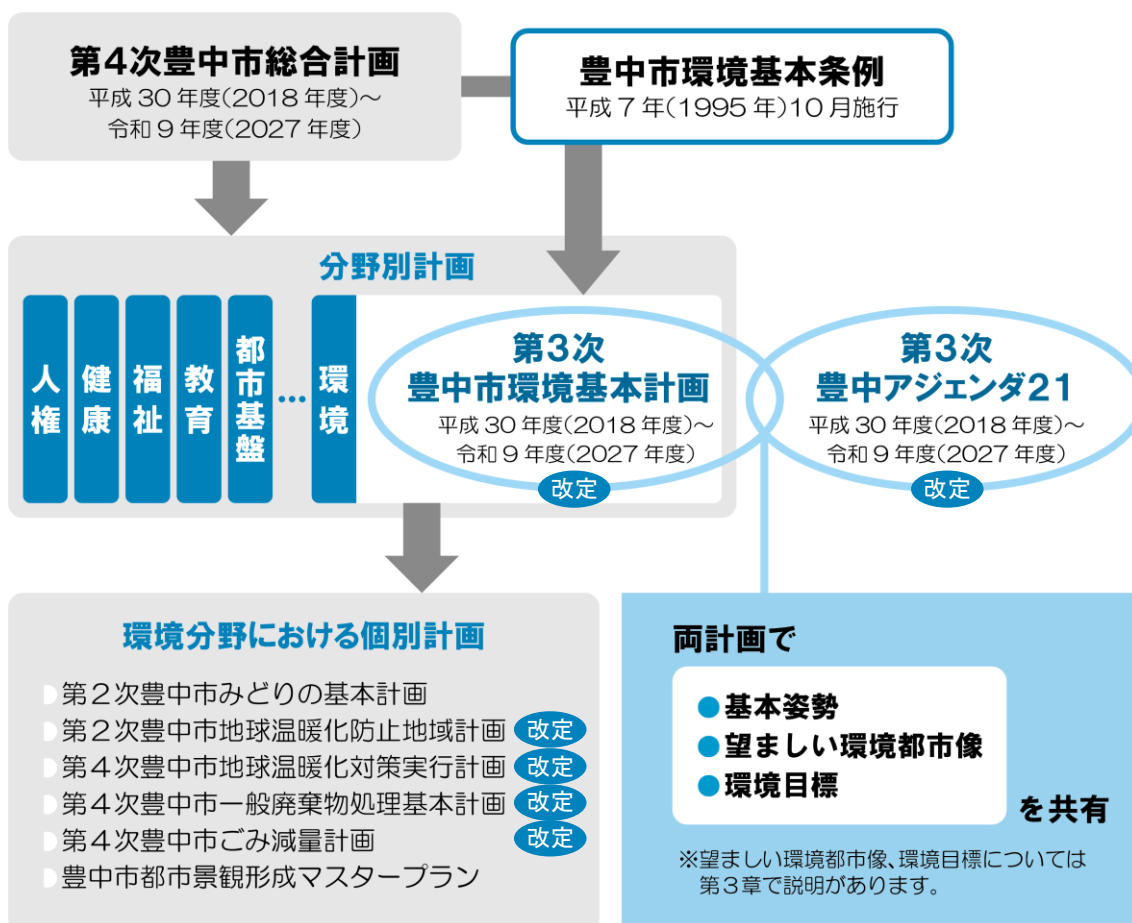 第4次豊中市総合計画
平成30年度(2018年度)～
令和9年度(2027年度)
豊中市環境基本条例
平成7年(1995年)10月施行
分野別計画
人権
健康
福祉
教育
都市基盤
…
環境
第3次
豊中市環境基本計画
平成30年度(2018年度)～
令和9年度(2027年度)
改定
第3次
豊中アジェンダ21
平成30年度(2018年度)～
令和9年度(2027年度)
改定
環境分野における個別計画
第2次豊中市みどりの基本計画
第2次豊中市地球温暖化防止地域計画 改定
第4次豊中市地球温暖化対策実行計画 改定
第4次豊中市一般廃棄物処理基本計画 改定
第4次豊中市ごみ減量計画 改定
豊中市都市景観形成マスタープラン
両計画で
●基本姿勢
●望ましい環境都市像
●環境目標
を共有
※望ましい環境都市像、環境目標については
第3章で説明があります。